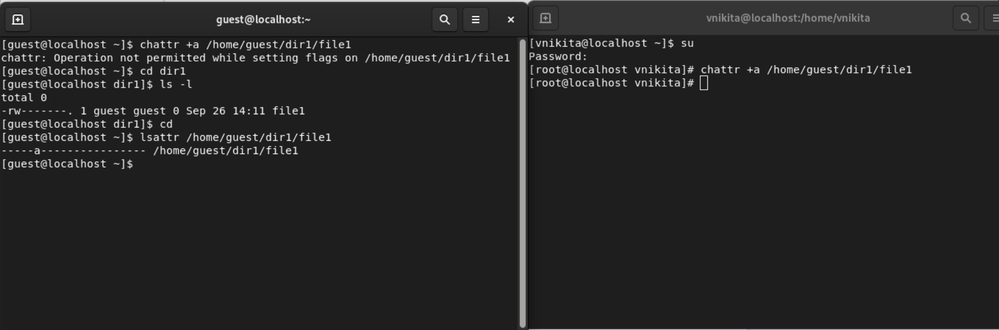 guest@localhost:~
[guest@localhost ~]$ chattr +a /home/guest/dir1/file1
chattr: Operation not permitted while setting flags on /home/guest/dir1/file1
[guest@localhost ~]$ cd dir1
[guest@localhost dir1]$ ls -l
total 0
-rw-------. 1 guest guest 0 Sep 26 14:11 file1
[guest@localhost dir1]$ cd
[guest@localhost ~]$ lsattr /home/guest/dir1/file1
-----a---------------- /home/guest/dir1/file1
[guest@localhost ~]$
vnikita@localhost:/home/vnikita
[vnikita@localhost ~]$ su
Password:
[root@localhost vnikita]# chattr +a /home/guest/dir1/file1
[root@localhost vnikita]#